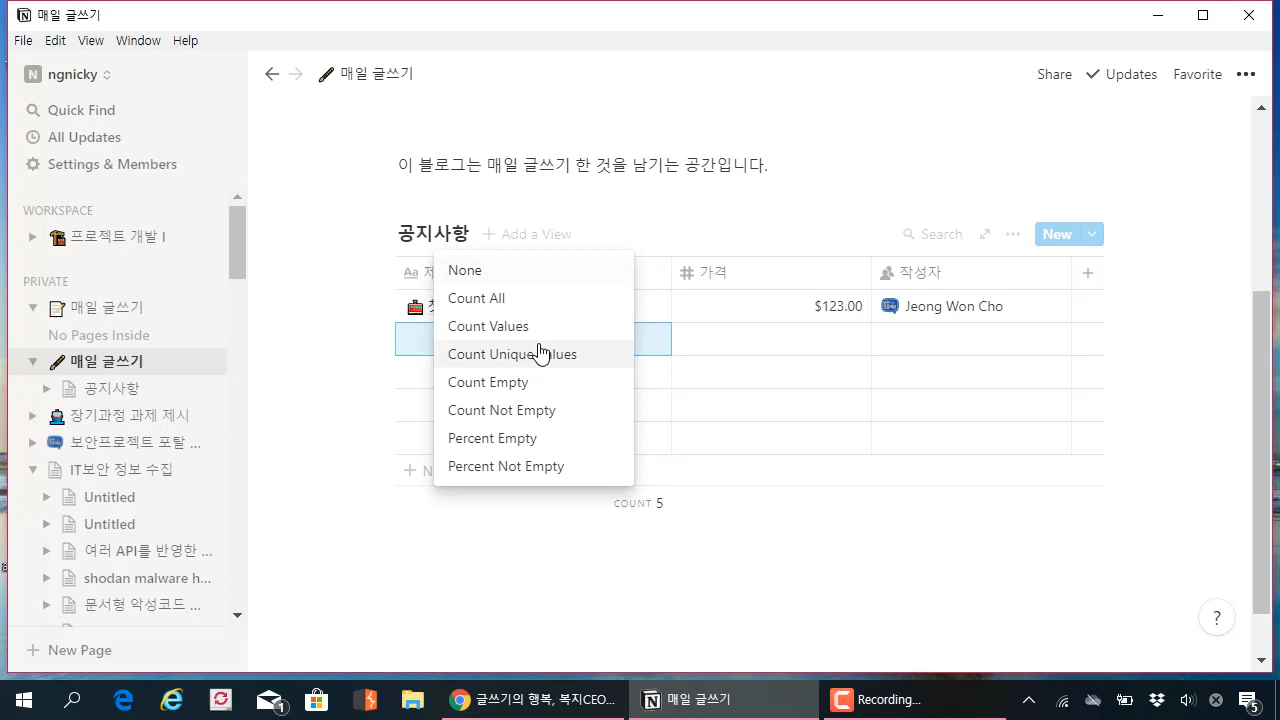 매일 글쓰기
File Edit View Window Help
N ngnicky
Quick Find
All Updates
Settings & Members
WORKSPACE
프로젝트 개발 I
PRIVATE
매일 글쓰기
No Pages Inside
매일 글쓰기
공지사항
장기과정 과제 제시
보안프로젝트 포탈 ...
IT보안 정보 수집
Untitled
Untitled
여러 API를 반영한 ...
shodan malware h...
문서형 악성코드 ...
+ New Page
매일 글쓰기
Share Updates Favorite •••
이 블로그는 매일 글쓰기 한 것을 남기는 공간입니다.
공지사항 + Add a View Search ••• New
Aa # 가격 작성자 +
$123.00 Jeong Won Cho
None
Count All
Count Values
Count Unique
Count Empty
Count Not Empty
Percent Empty
Percent Not Empty
COUNT 5
?
글쓰기의 행복, 복지CEO... 매일 글쓰기 Recording...
1
5